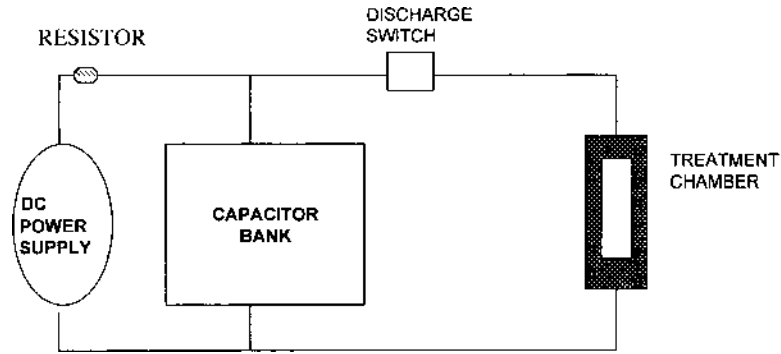 DISCHARGE
SWITCH
RESISTOR
TREATMENT
CHAMBER
DC
POWER
SUPPLY
CAPACITOR
BANK